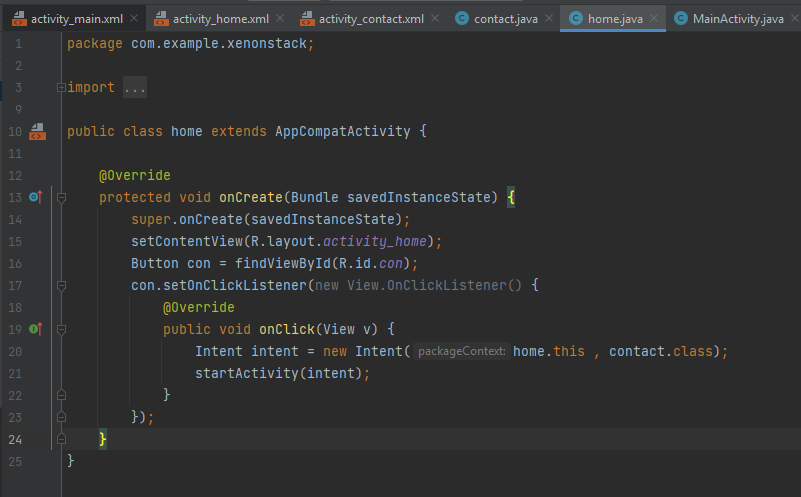 activity_main.xml activity_home.xml activity_contact.xml contact.java home.java MainActivity.java
1 package com.example.xenonstack;
2
3 import ...
9
10 public class home extends AppCompatActivity {
11
12 @Override
13 protected void onCreate(Bundle savedInstanceState) {
14 super.onCreate(savedInstanceState);
15 setContentView(R.layout.activity_home);
16 Button con = findViewById(R.id.con);
17 con.setOnClickListener(new View.OnClickListener() {
18 @Override
19 public void onClick(View v) {
20 Intent intent = new Intent( packageContext: home.this , contact.class);
21 startActivity(intent);
22 }
23 });
24 }
25 }